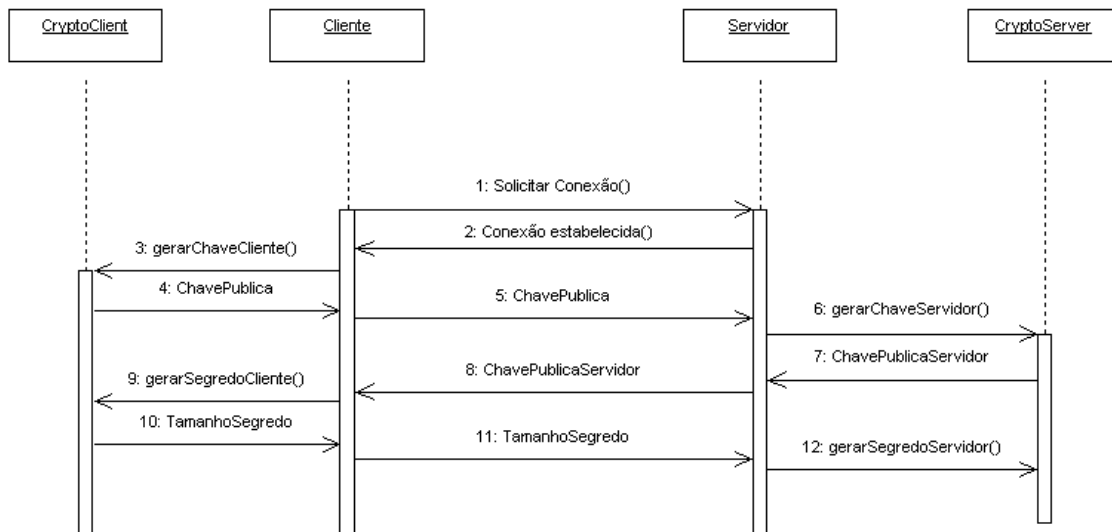 CryptoClient
Cliente
Servidor
CryptoServer
1: Solicitar Conexão()
2: Conexão estabelecida()
3: gerarChaveCliente()
4: ChavePublica
5: ChavePublica
6: gerarChaveServidor()
7: ChavePublicaServidor
8: ChavePublicaServidor
9: gerarSegredoCliente()
10: TamanhoSegredo
11: TamanhoSegredo
12: gerarSegredoServidor()